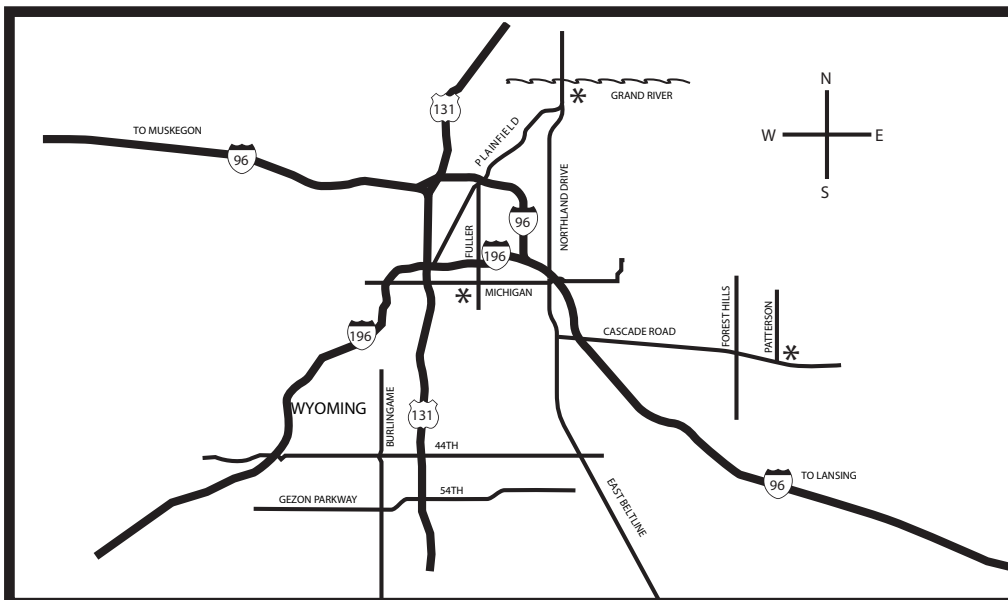 131
GRAND RIVER
*
N
W
E
S
TO MUSKEGON
96
PLAINFIELD
NORTHLAND DRIVE
FULLER
96
196
MICHIGAN
*
196
CASCADE ROAD
FOREST HILLS
PATTERSON
*
WYOMING
BURLINGAME
131
44TH
TO LANSING
96
GEZON PARKWAY
54TH
EAST BELTLINE